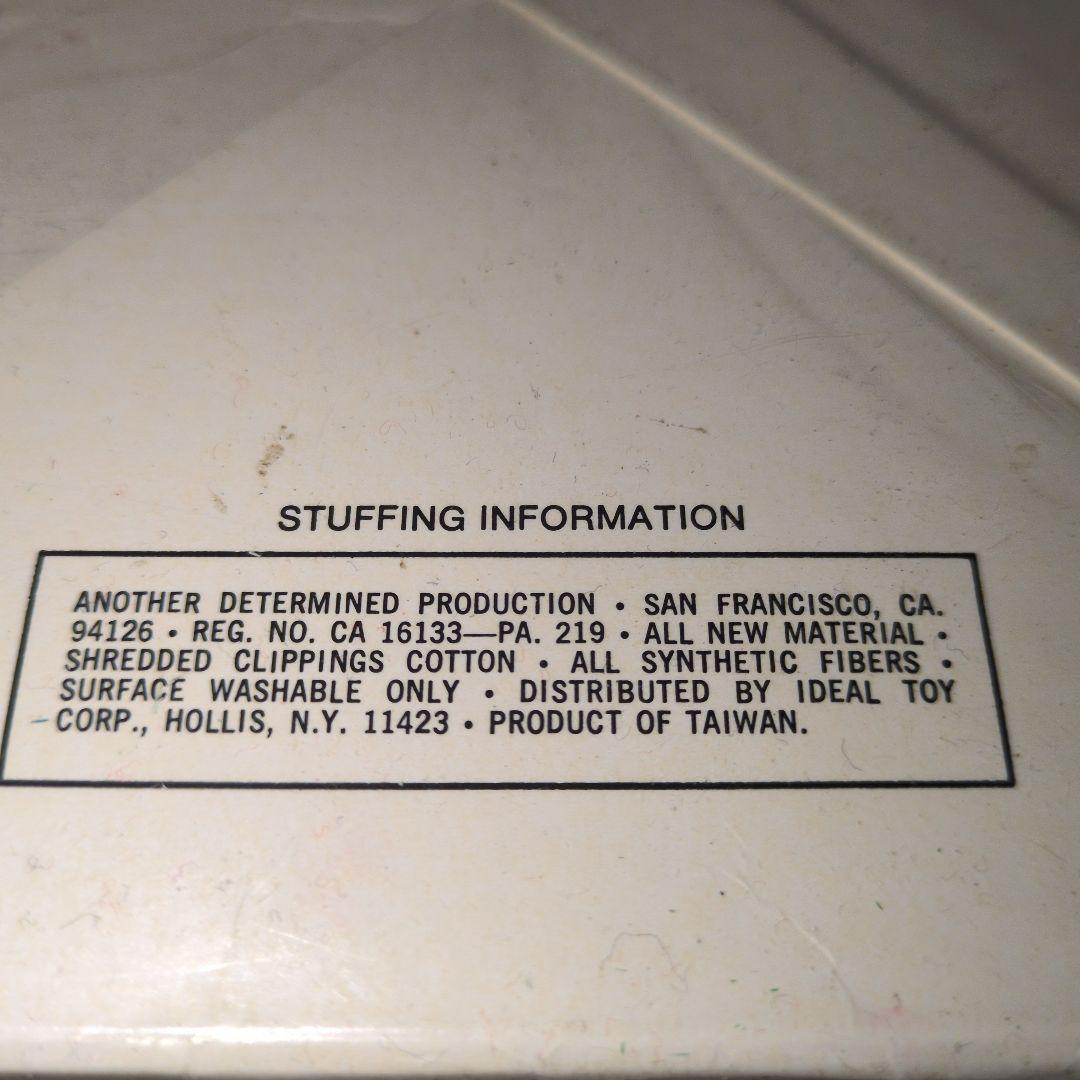 STUFFING INFORMATION
ANOTHER DETERMINED PRODUCTION • SAN FRANCISCO, CA.
94126 • REG. NO. CA 16133—PA. 219 • ALL NEW MATERIAL •
SHREDDED CLIPPINGS COTTON • ALL SYNTHETIC FIBERS •
SURFACE WASHABLE ONLY • DISTRIBUTED BY IDEAL TOY
CORP., HOLLIS, N.Y. 11423 • PRODUCT OF TAIWAN.